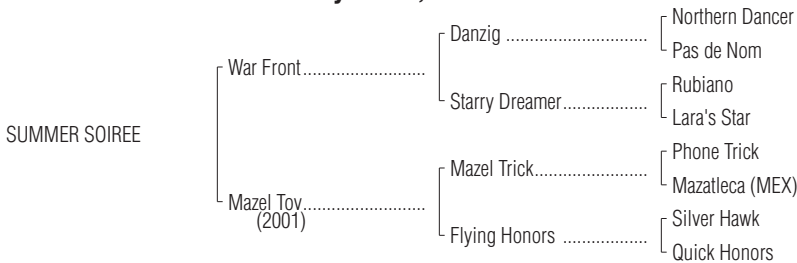 Northern Dancer
Danzig ................................
Pas de Nom
War Front............................
Rubiano
Starry Dreamer...................
Lara's Star
SUMMER SOIREE
Phone Trick
Mazel Trick..........................
Mazatleca (MEX)
Mazel Tov............................
(2001)
Silver Hawk
Flying Honors ...................
Quick Honors